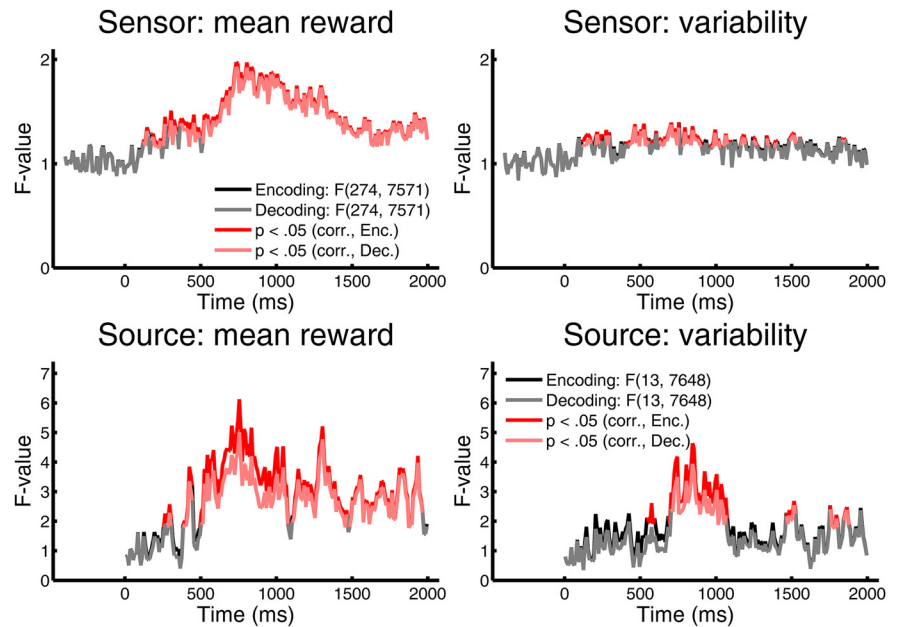 Sensor: mean reward
Sensor: variability
2
1
0
F-value
Encoding: F(274, 7571)
Decoding: F(274, 7571)
p < .05 (corr., Enc.)
p < .05 (corr., Dec.)
0 500 1000 1500 2000
Time (ms)
2
1
0
F-value
0 500 1000 1500 2000
Time (ms)
Source: mean reward
Source: variability
7
6
5
4
3
2
1
0
F-value
0 500 1000 1500 2000
Time (ms)
7
6
5
4
3
2
1
0
F-value
Encoding: F(13, 7648)
Decoding: F(13, 7648)
p < .05 (corr., Enc.)
p < .05 (corr., Dec.)
0 500 1000 1500 2000
Time (ms)